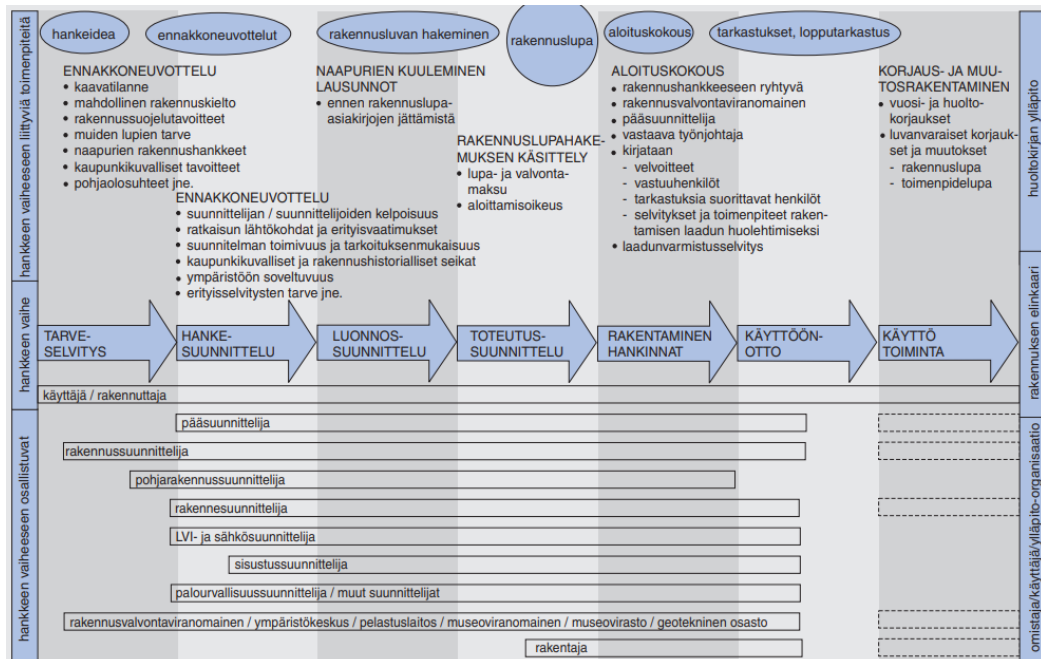 hankeidea
ennakkoneuvottelut
rakennusluvan hakeminen
rakennuslupa
aloituskokous
tarkastukset, lopputarkastus
hankkeen vaiheeseen liittyviä toimenpiteitä
ENNAKKONEUVOTTELU
• kaavatilanne
• mahdollinen rakennuskielto
• rakennussuojelutavoitteet
• muiden lupien tarve
• naapurien rakennushankkeet
• kaupunkikuvalliset tavoitteet
• pohjaolosuhteet jne.
ENNAKKONEUVOTTELU
• suunnittelijan / suunnittelijoiden kelpoisuus
• ratkaisun lähtökohdat ja erityisvaatimukset
• suunnitelman toimivuus ja tarkoituksenmukaisuus
• kaupunkikuvalliset ja rakennushistorialliset seikat
• ympäristöön soveltuvuus
• erityisselvitysten tarve jne.
NAAPURIEN KUULEMINEN
LAUSUNNOT
• ennen rakennuslupa-
asiakirjojen jättämistä
RAKENNUSLUPAHAKE-
MUKSEN KÄSITTELY
• lupa- ja valvonta-
maksu
• aloittamisoikeus
ALOITUSKOKOUS
• rakennushankkeeseen ryhtyvä
• rakennusvalvontaviranomainen
• pääsuunnittelija
• vastaava työnjohtaja
• kirjataan
- velvoitteet
- vastuuhenkilöt
- tarkastuksia suorittavat henkilöt
- selvitykset ja toimenpiteet raken-
tamisen laadun huolehtimiseksi
• laadunvarmistusselvitys
KORJAUS- JA MUU-
TOSRAKENTAMINEN
• vuosi- ja huolto-
korjaukset
• luvanvaraiset korjauk-
set ja muutokset
- rakennuslupa
- toimenpidelupa
huoltokirjan ylläpito
hankkeen vaihe
TARVE-
SELVITYS
HANKE-
SUUNNITTELU
LUONNOS-
SUUNNITTELU
TOTEUTUS-
SUUNNITTELU
RAKENTAMINEN
HANKINNAT
KÄYTTÖÖN-
OTTO
KÄYTTÖ
TOIMINTA
rakennuksen elinkaari
hankkeen vaiheeseen osallistuvat
käyttäjä / rakennuttaja
pääsuunnittelija
rakennussuunnittelija
pohjarakennussuunnittelija
rakennesuunnittelija
LVI- ja sähkösuunnittelija
sisustussuunnittelija
palourvallisuussuunnittelija / muut suunnittelijat
rakennusvalvontaviranomainen / ympäristökeskus / pelastuslaitos / museoviranomainen / museovirasto / geotekninen osasto
rakentaja
omistaja/käyttäjä/ylläpito-organisaatio